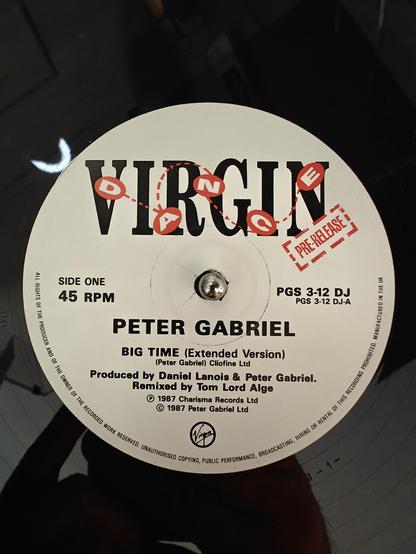 VIRGIN
DANCE
PRE-RELEASE
SIDE ONE
45 RPM
PGS 3-12 DJ
PGS 3-12 DJ-A
PETER GABRIEL
BIG TIME (Extended Version)
(Peter Gabriel) Cliofine Ltd
Produced by Daniel Lanois & Peter Gabriel.
Remixed by Tom Lord Alge
Ⓟ 1987 Charisma Records Ltd
© 1987 Peter Gabriel Ltd
Virgin
ALL RIGHTS OF THE PRODUCER AND OF THE OWNER OF THE RECORDED WORK RESERVED. UNAUTHORISED COPYING, PUBLIC PERFORMANCE, BROADCASTING, HIRING OR RENTAL OF THIS RECORDING PROHIBITED. MANUFACTURED IN THE UK